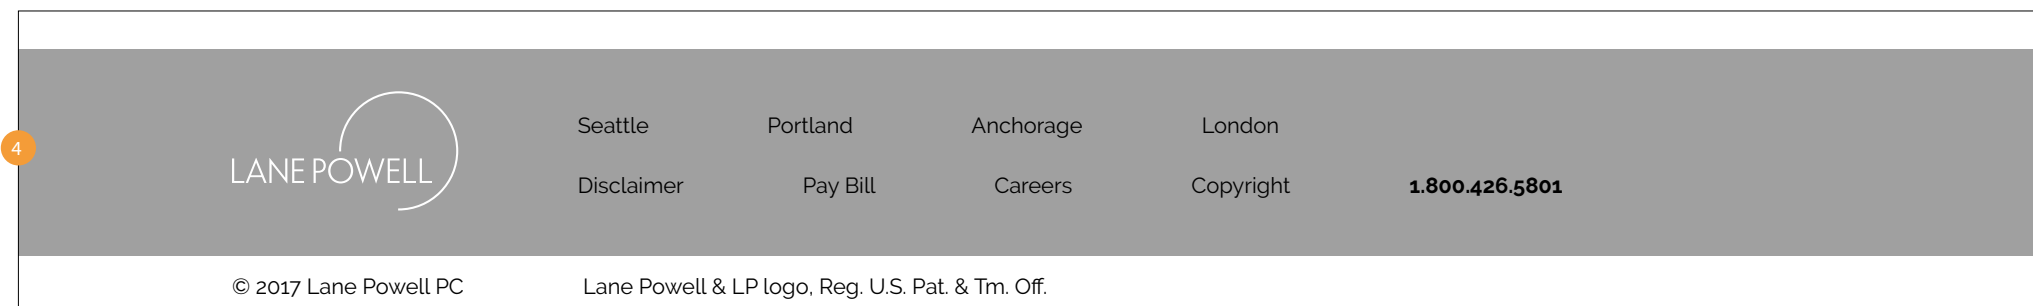 Seattle Portland Anchorage London
4
LANE POWELL
Disclaimer Pay Bill Careers Copyright 1.800.426.5801
© 2017 Lane Powell PC Lane Powell & LP logo, Reg. U.S. Pat. & Tm. Off.